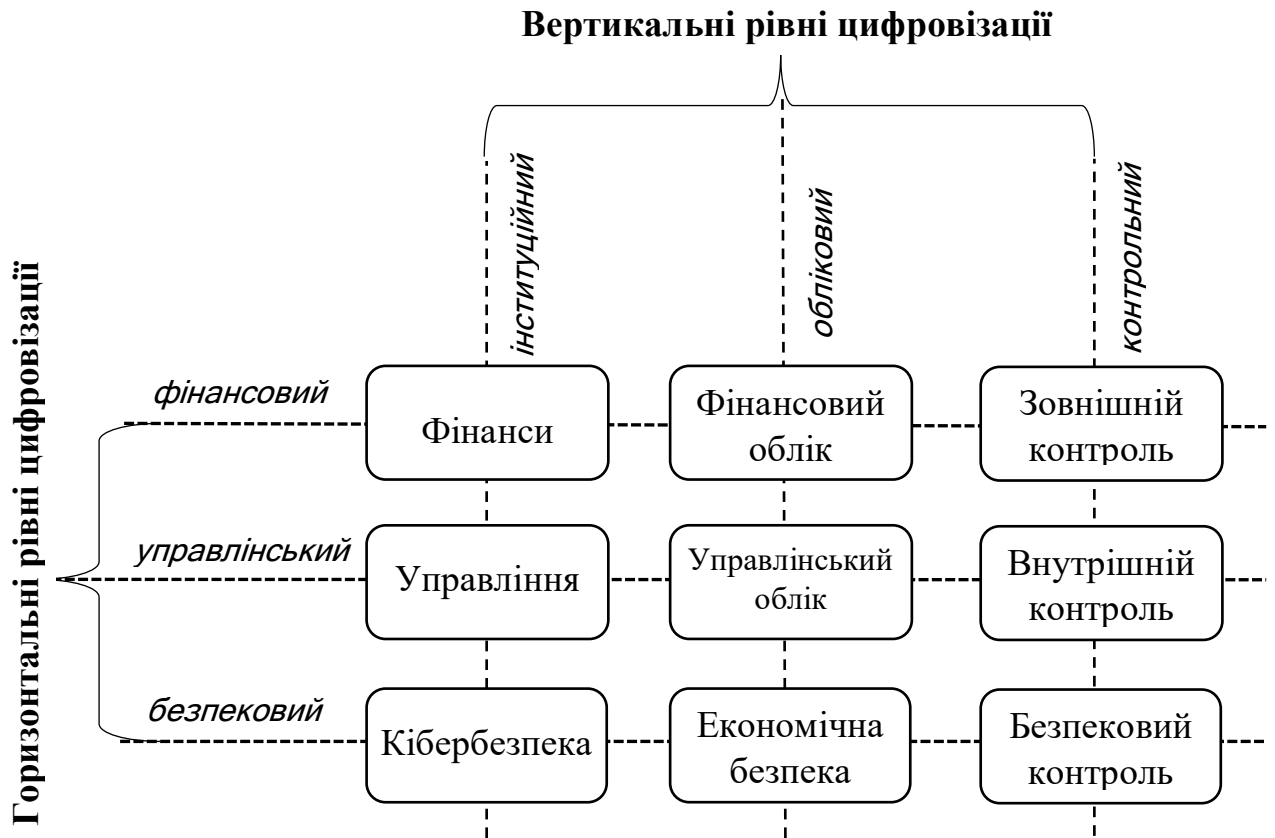 Вертикальні рівні цифровізації
інституційний
обліковий
контрольний
Горизонтальні рівні цифровізації
фінансовий
Фінанси
Фінансовий
облік
Зовнішній
контроль
управлінський
Управління
Управлінський
облік
Внутрішній
контроль
безпековий
Кібербезпека
Економічна
безпека
Безпековий
контроль